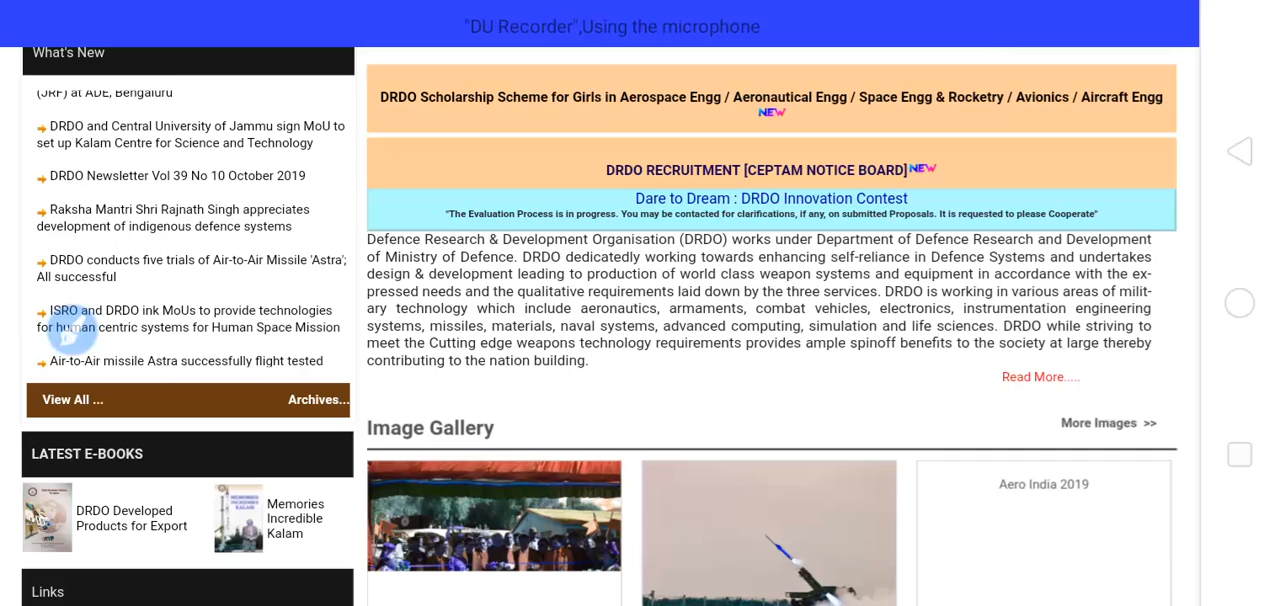 "DU Recorder",Using the microphone
What's New
(JRF) at ADE, Bengaluru
DRDO and Central University of Jammu sign MoU to
set up Kalam Centre for Science and Technology
DRDO Newsletter Vol 39 No 10 October 2019
Raksha Mantri Shri Rajnath Singh appreciates
development of indigenous defence systems
DRDO conducts five trials of Air-to-Air Missile 'Astra';
All successful
ISRO and DRDO ink MoUs to provide technologies
for human centric systems for Human Space Mission
Air-to-Air missile Astra successfully flight tested
View All ... Archives...
LATEST E-BOOKS
DRDO Developed
Products for Export
Memories
Incredible
Kalam
Links
DRDO Scholarship Scheme for Girls in Aerospace Engg / Aeronautical Engg / Space Engg & Rocketry / Avionics / Aircraft Engg
NEW
DRDO RECRUITMENT [CEPTAM NOTICE BOARD] NEW
Dare to Dream : DRDO Innovation Contest
"The Evaluation Process is in progress. You may be contacted for clarifications, if any, on submitted Proposals. It is requested to please Cooperate"
Defence Research & Development Organisation (DRDO) works under Department of Defence Research and Development
of Ministry of Defence. DRDO dedicatedly working towards enhancing self-reliance in Defence Systems and undertakes
design & development leading to production of world class weapon systems and equipment in accordance with the ex-
pressed needs and the qualitative requirements laid down by the three services. DRDO is working in various areas of milit-
ary technology which include aeronautics, armaments, combat vehicles, electronics, instrumentation engineering
systems, missiles, materials, naval systems, advanced computing, simulation and life sciences. DRDO while striving to
meet the Cutting edge weapons technology requirements provides ample spinoff benefits to the society at large thereby
contributing to the nation building.
Read More.....
Image Gallery
More Images >>
Aero India 2019